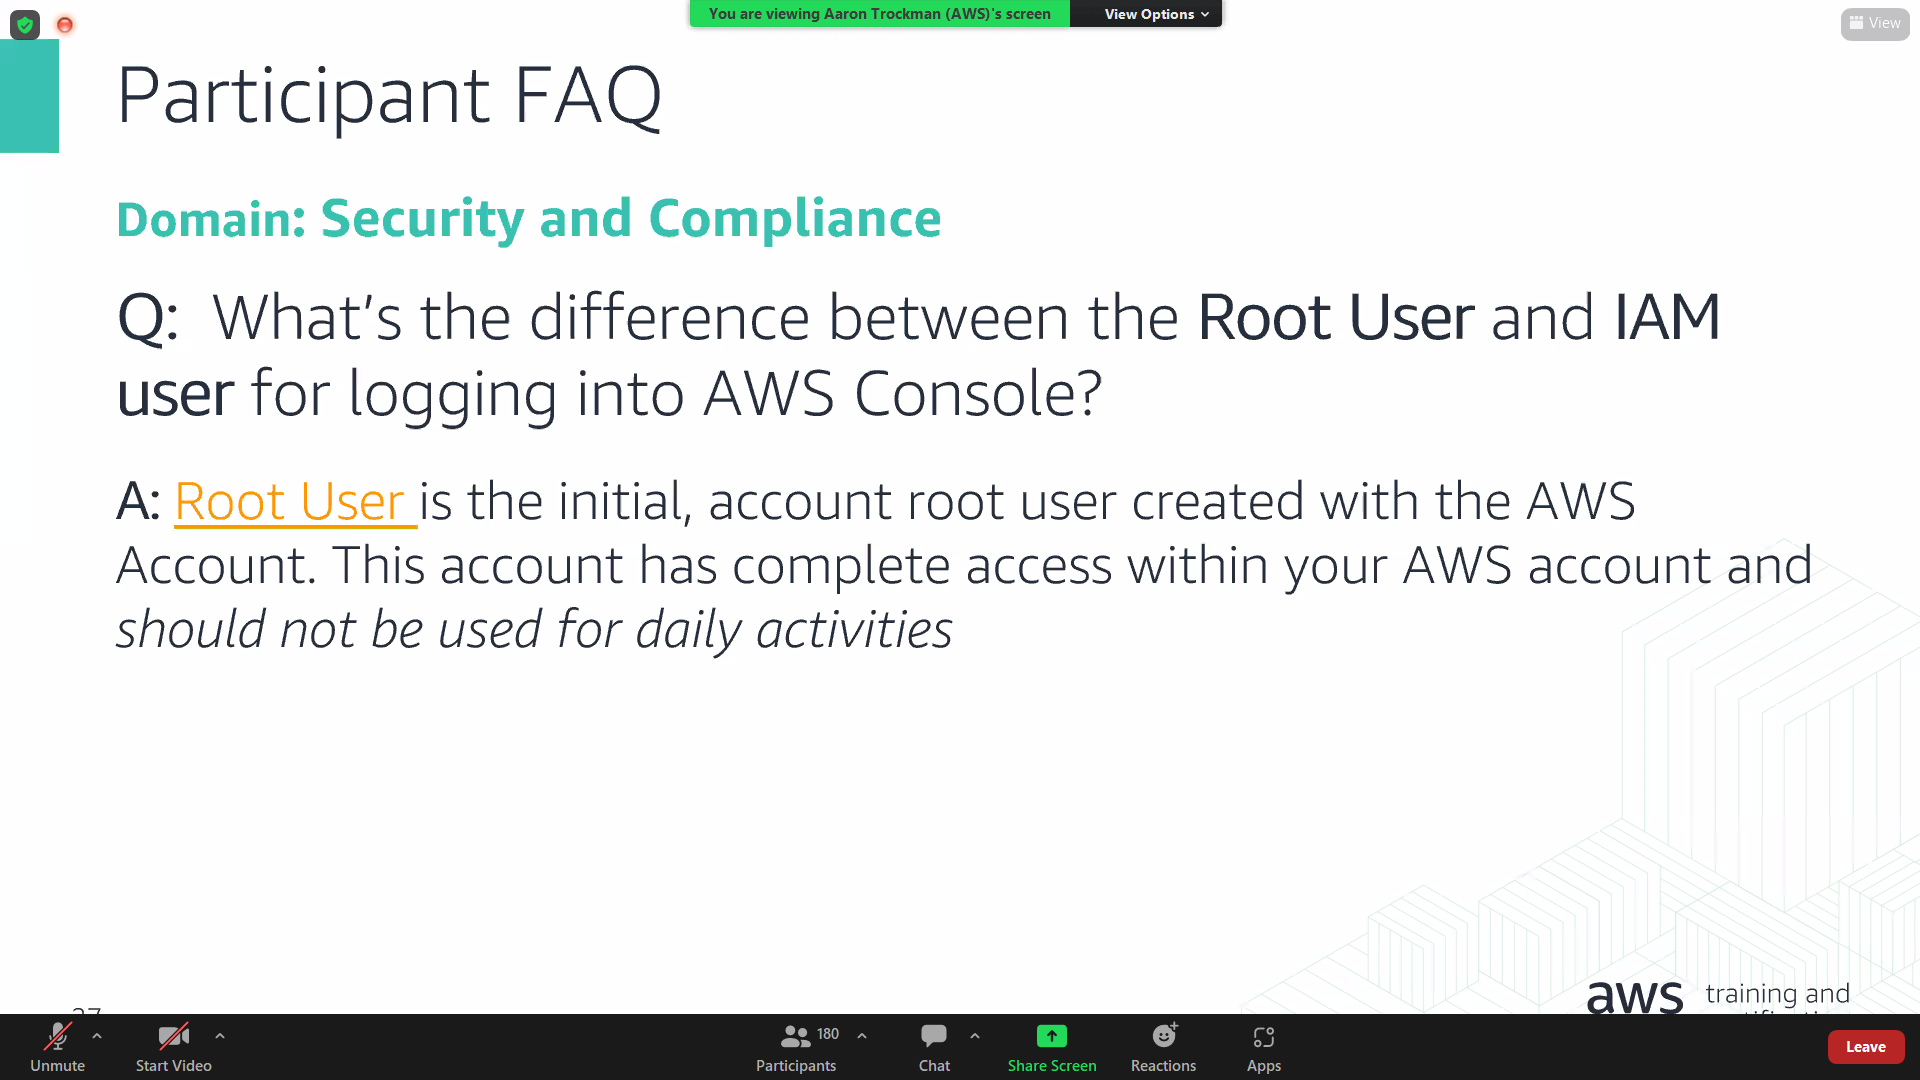 You are viewing Aaron Trockman (AWS)'s screen
View Options
View
Participant FAQ
Domain: Security and Compliance
Q: What's the difference between the Root User and IAM
user for logging into AWS Console?
A: Root User is the initial, account root user created with the AWS
Account. This account has complete access within your AWS account and
should not be used for daily activities
aws training and
Unmute
Start Video
180
Participants
Chat
Share Screen
Reactions
Apps
Leave